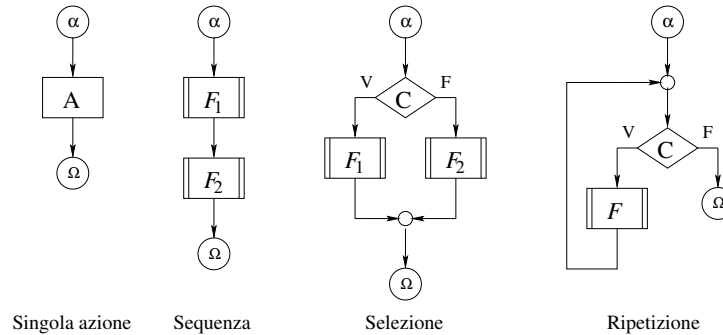 α
A
Ω
Singola azione
α
F1
F2
Ω
Sequenza
α
V
C
F
F1
F2
Ω
Selezione
α
V
C
F
F
Ω
Ripetizione